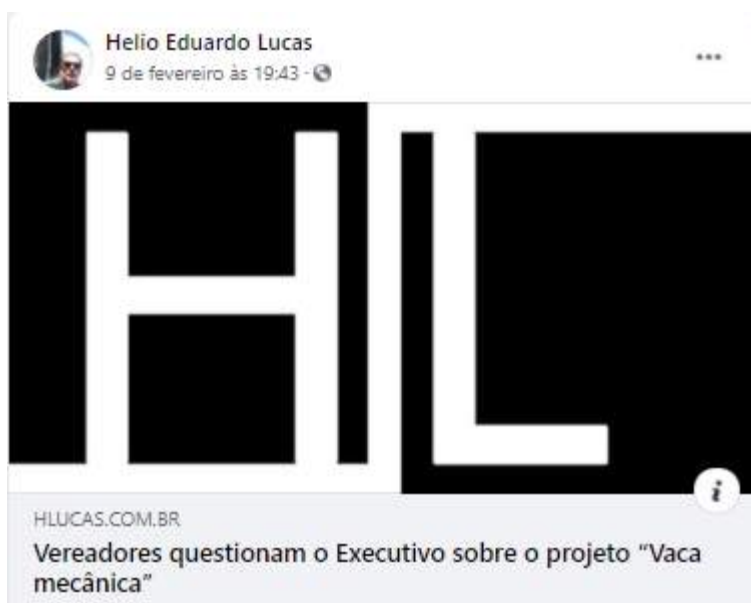 Helio Eduardo Lucas
9 de fevereiro às 19:43 ·
HL
i
HLUCAS.COM.BR
Vereadores questionam o Executivo sobre o projeto “Vaca
mecânica”